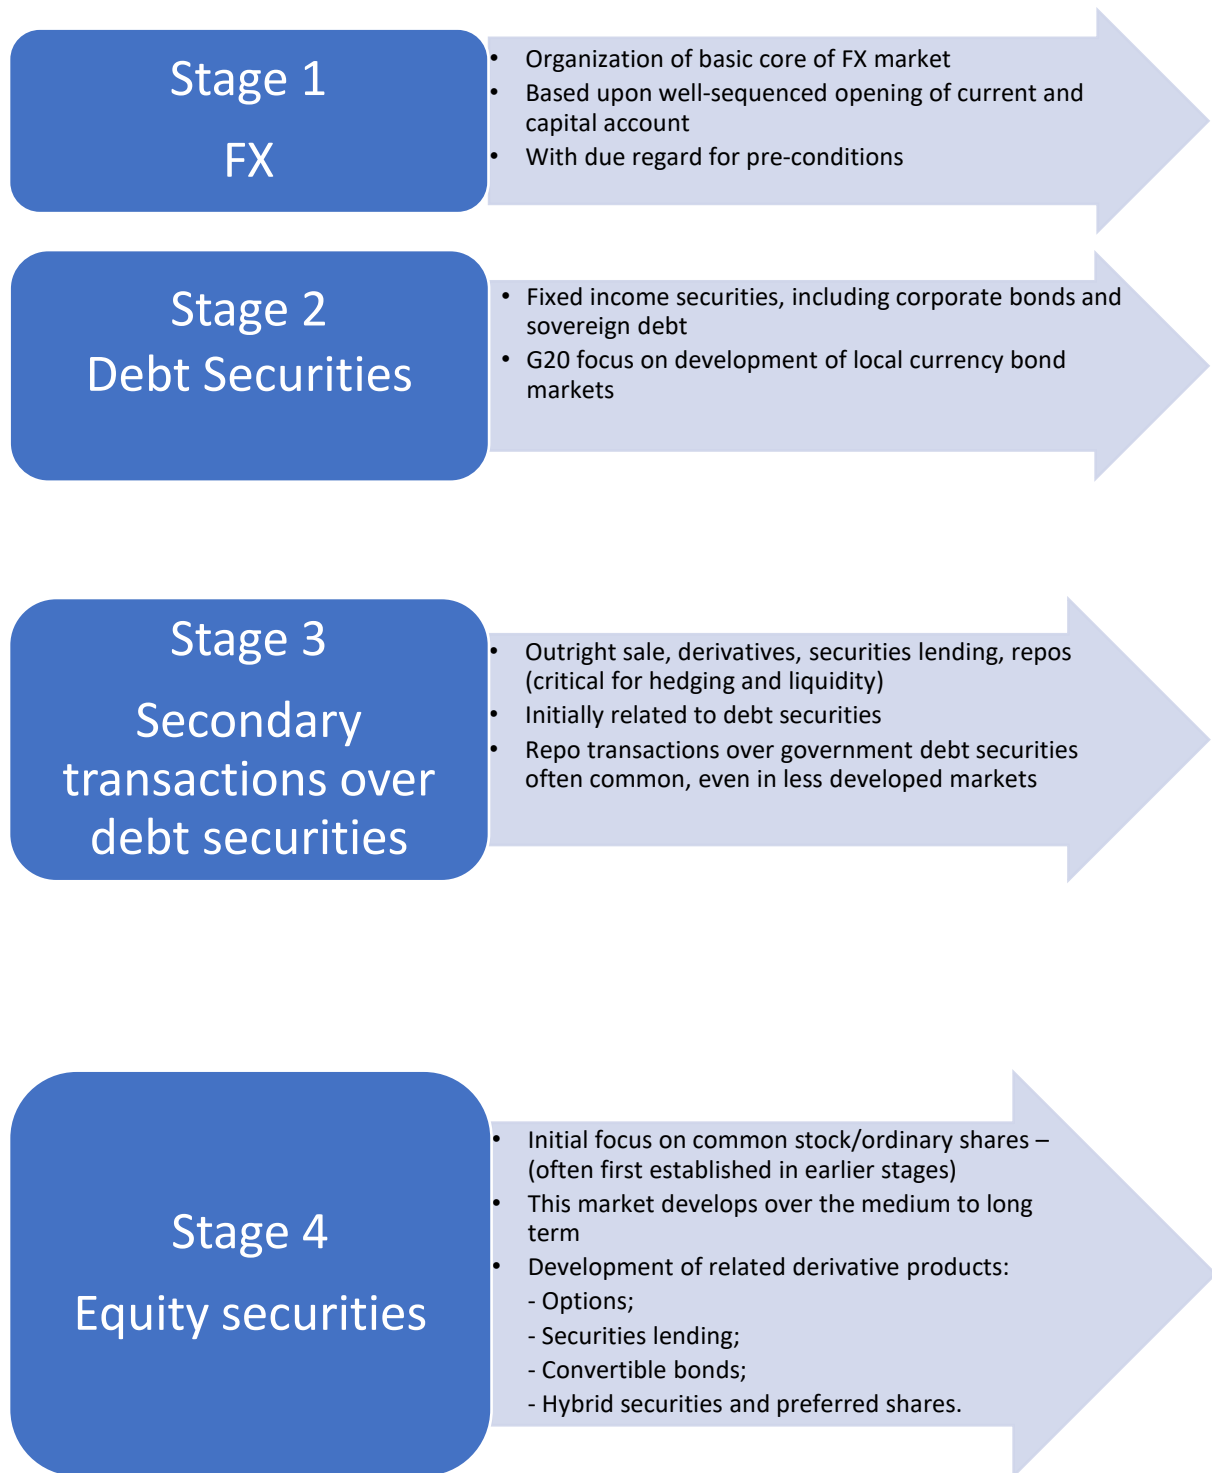 Stage 1
FX
• Organization of basic core of FX market
• Based upon well-sequenced opening of current and
capital account
• With due regard for pre-conditions
Stage 2
Debt Securities
• Fixed income securities, including corporate bonds and
sovereign debt
• G20 focus on development of local currency bond
markets
Stage 3
Secondary
transactions over
debt securities
• Outright sale, derivatives, securities lending, repos
(critical for hedging and liquidity)
• Initially related to debt securities
• Repo transactions over government debt securities
often common, even in less developed markets
Stage 4
Equity securities
• Initial focus on common stock/ordinary shares –
(often first established in earlier stages)
• This market develops over the medium to long
term
• Development of related derivative products:
- Options;
- Securities lending;
- Convertible bonds;
- Hybrid securities and preferred shares.